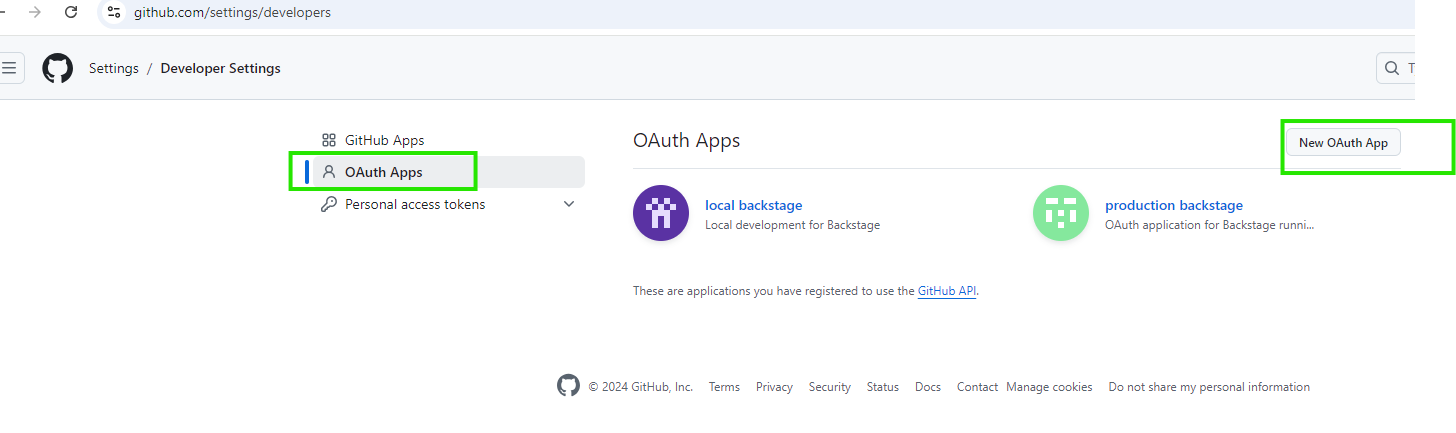 github.com/settings/developers
Settings / Developer Settings
T
GitHub Apps
OAuth Apps
Personal access tokens
OAuth Apps
New OAuth App
local backstage
Local development for Backstage
production backstage
OAuth application for Backstage runni...
These are applications you have registered to use the GitHub API.
© 2024 GitHub, Inc. Terms Privacy Security Status Docs Contact Manage cookies Do not share my personal information